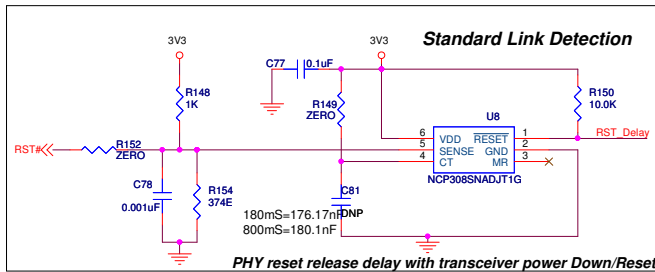 Standard Link Detection
3V3
3V3
C77
0.1uF
R148
1K
R149
ZERO
R150
10.0K
U8
RST#
R152
ZERO
6
VDD
RESET
1
RST_Delay
5
SENSE
GND
2
4
CT
MR
3
NCP308SNADJT1G
C78
0.001uF
R154
374E
C81
DNP
180mS=176.17nF
800mS=180.1nF
PHY reset release delay with transceiver power Down/Reset